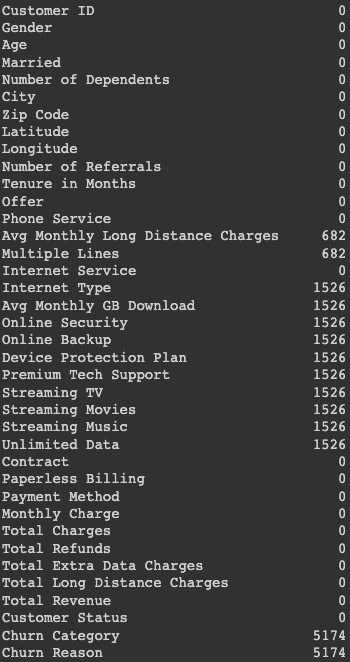 Customer ID 0
Gender 0
Age 0
Married 0
Number of Dependents 0
City 0
Zip Code 0
Latitude 0
Longitude 0
Number of Referrals 0
Tenure in Months 0
Offer 0
Phone Service 0
Avg Monthly Long Distance Charges 682
Multiple Lines 682
Internet Service 0
Internet Type 1526
Avg Monthly GB Download 1526
Online Security 1526
Online Backup 1526
Device Protection Plan 1526
Premium Tech Support 1526
Streaming TV 1526
Streaming Movies 1526
Streaming Music 1526
Unlimited Data 1526
Contract 0
Paperless Billing 0
Payment Method 0
Monthly Charge 0
Total Charges 0
Total Refunds 0
Total Extra Data Charges 0
Total Long Distance Charges 0
Total Revenue 0
Customer Status 0
Churn Category 5174
Churn Reason 5174